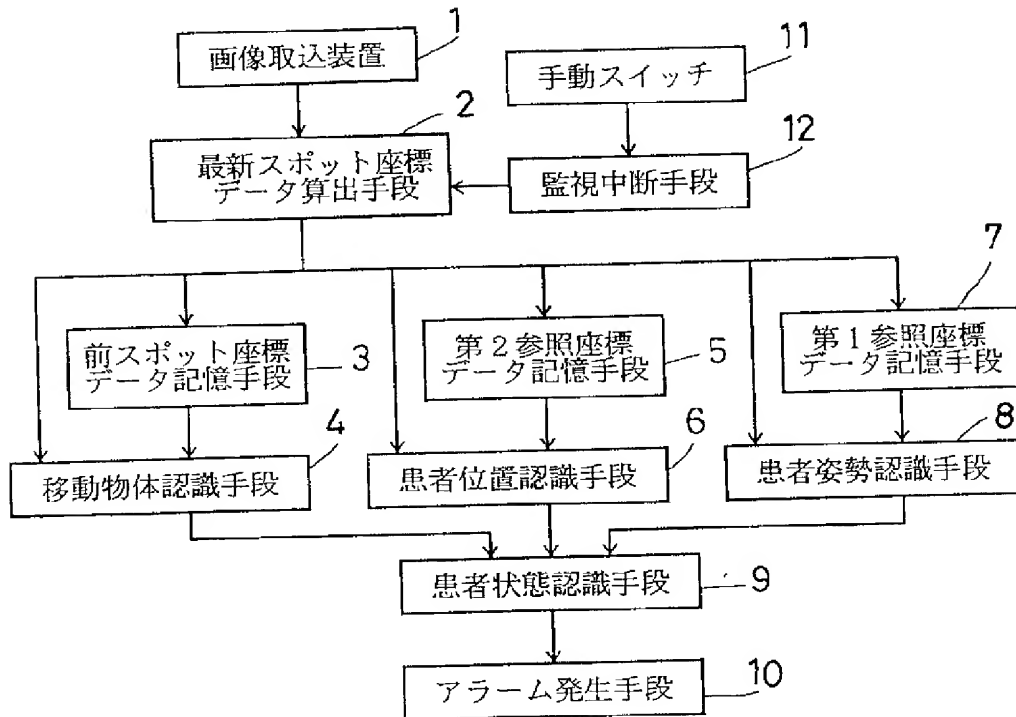 1
画像取込装置
11
手動スイッチ
2
最新スポット座標
データ算出手段
12
監視中断手段
7
前スポット座標
データ記憶手段
3
第2参照座標
データ記憶手段
5
第1参照座標
データ記憶手段
4
移動物体認識手段
6
患者位置認識手段
8
患者姿勢認識手段
患者状態認識手段
9
アラーム発生手段
10